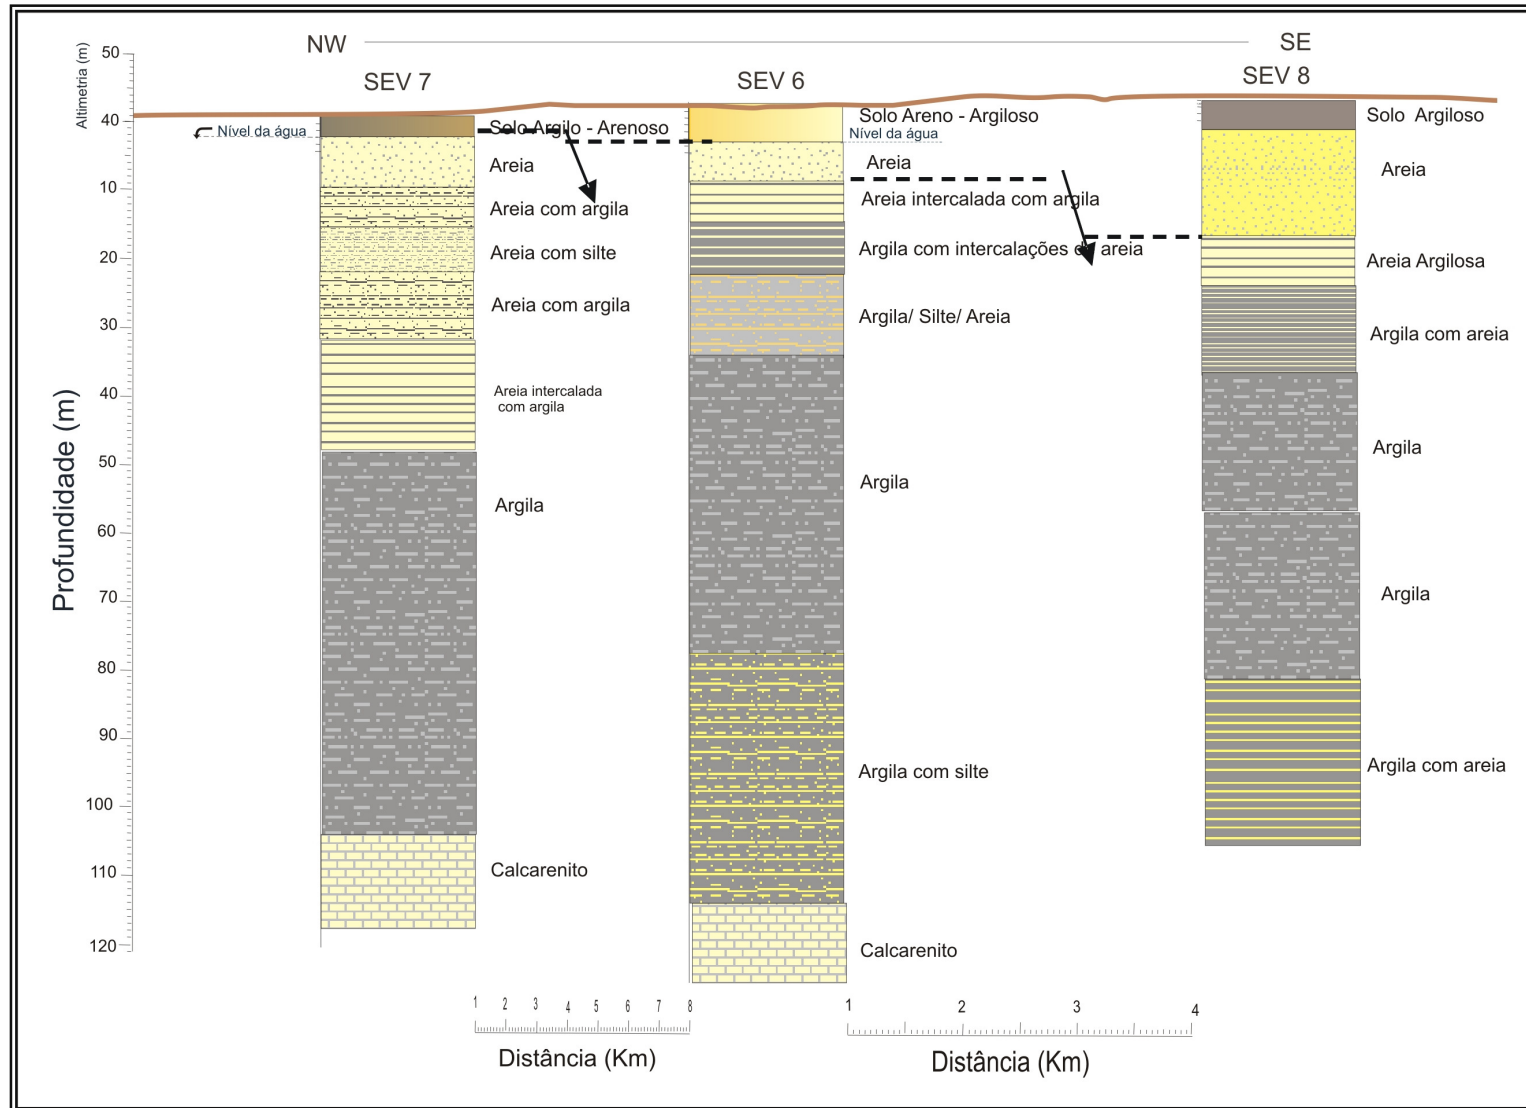 NW
SE
SEV 7
SEV 6
SEV 8
Altimetria (m)
50
40
10
20
30
40
50
60
70
80
90
100
110
120
Profundidade (m)
Nível da água
Solo Argilo - Arenoso
Areia
Areia com argila
Areia com silte
Areia com argila
Areia intercalada
com argila
Argila
Calcarenito
Solo Areno - Argiloso
Nível da água
Areia
Areia intercalada com argila
Argila com intercalações de areia
Argila/ Silte/ Areia
Argila
Argila com silte
Calcarenito
Solo Argiloso
Areia
Areia Argilosa
Argila com areia
Argila
Argila
Argila com areia
1 2 3 4 5 6 7 8
Distância (Km)
1 2 3 4
Distância (Km)